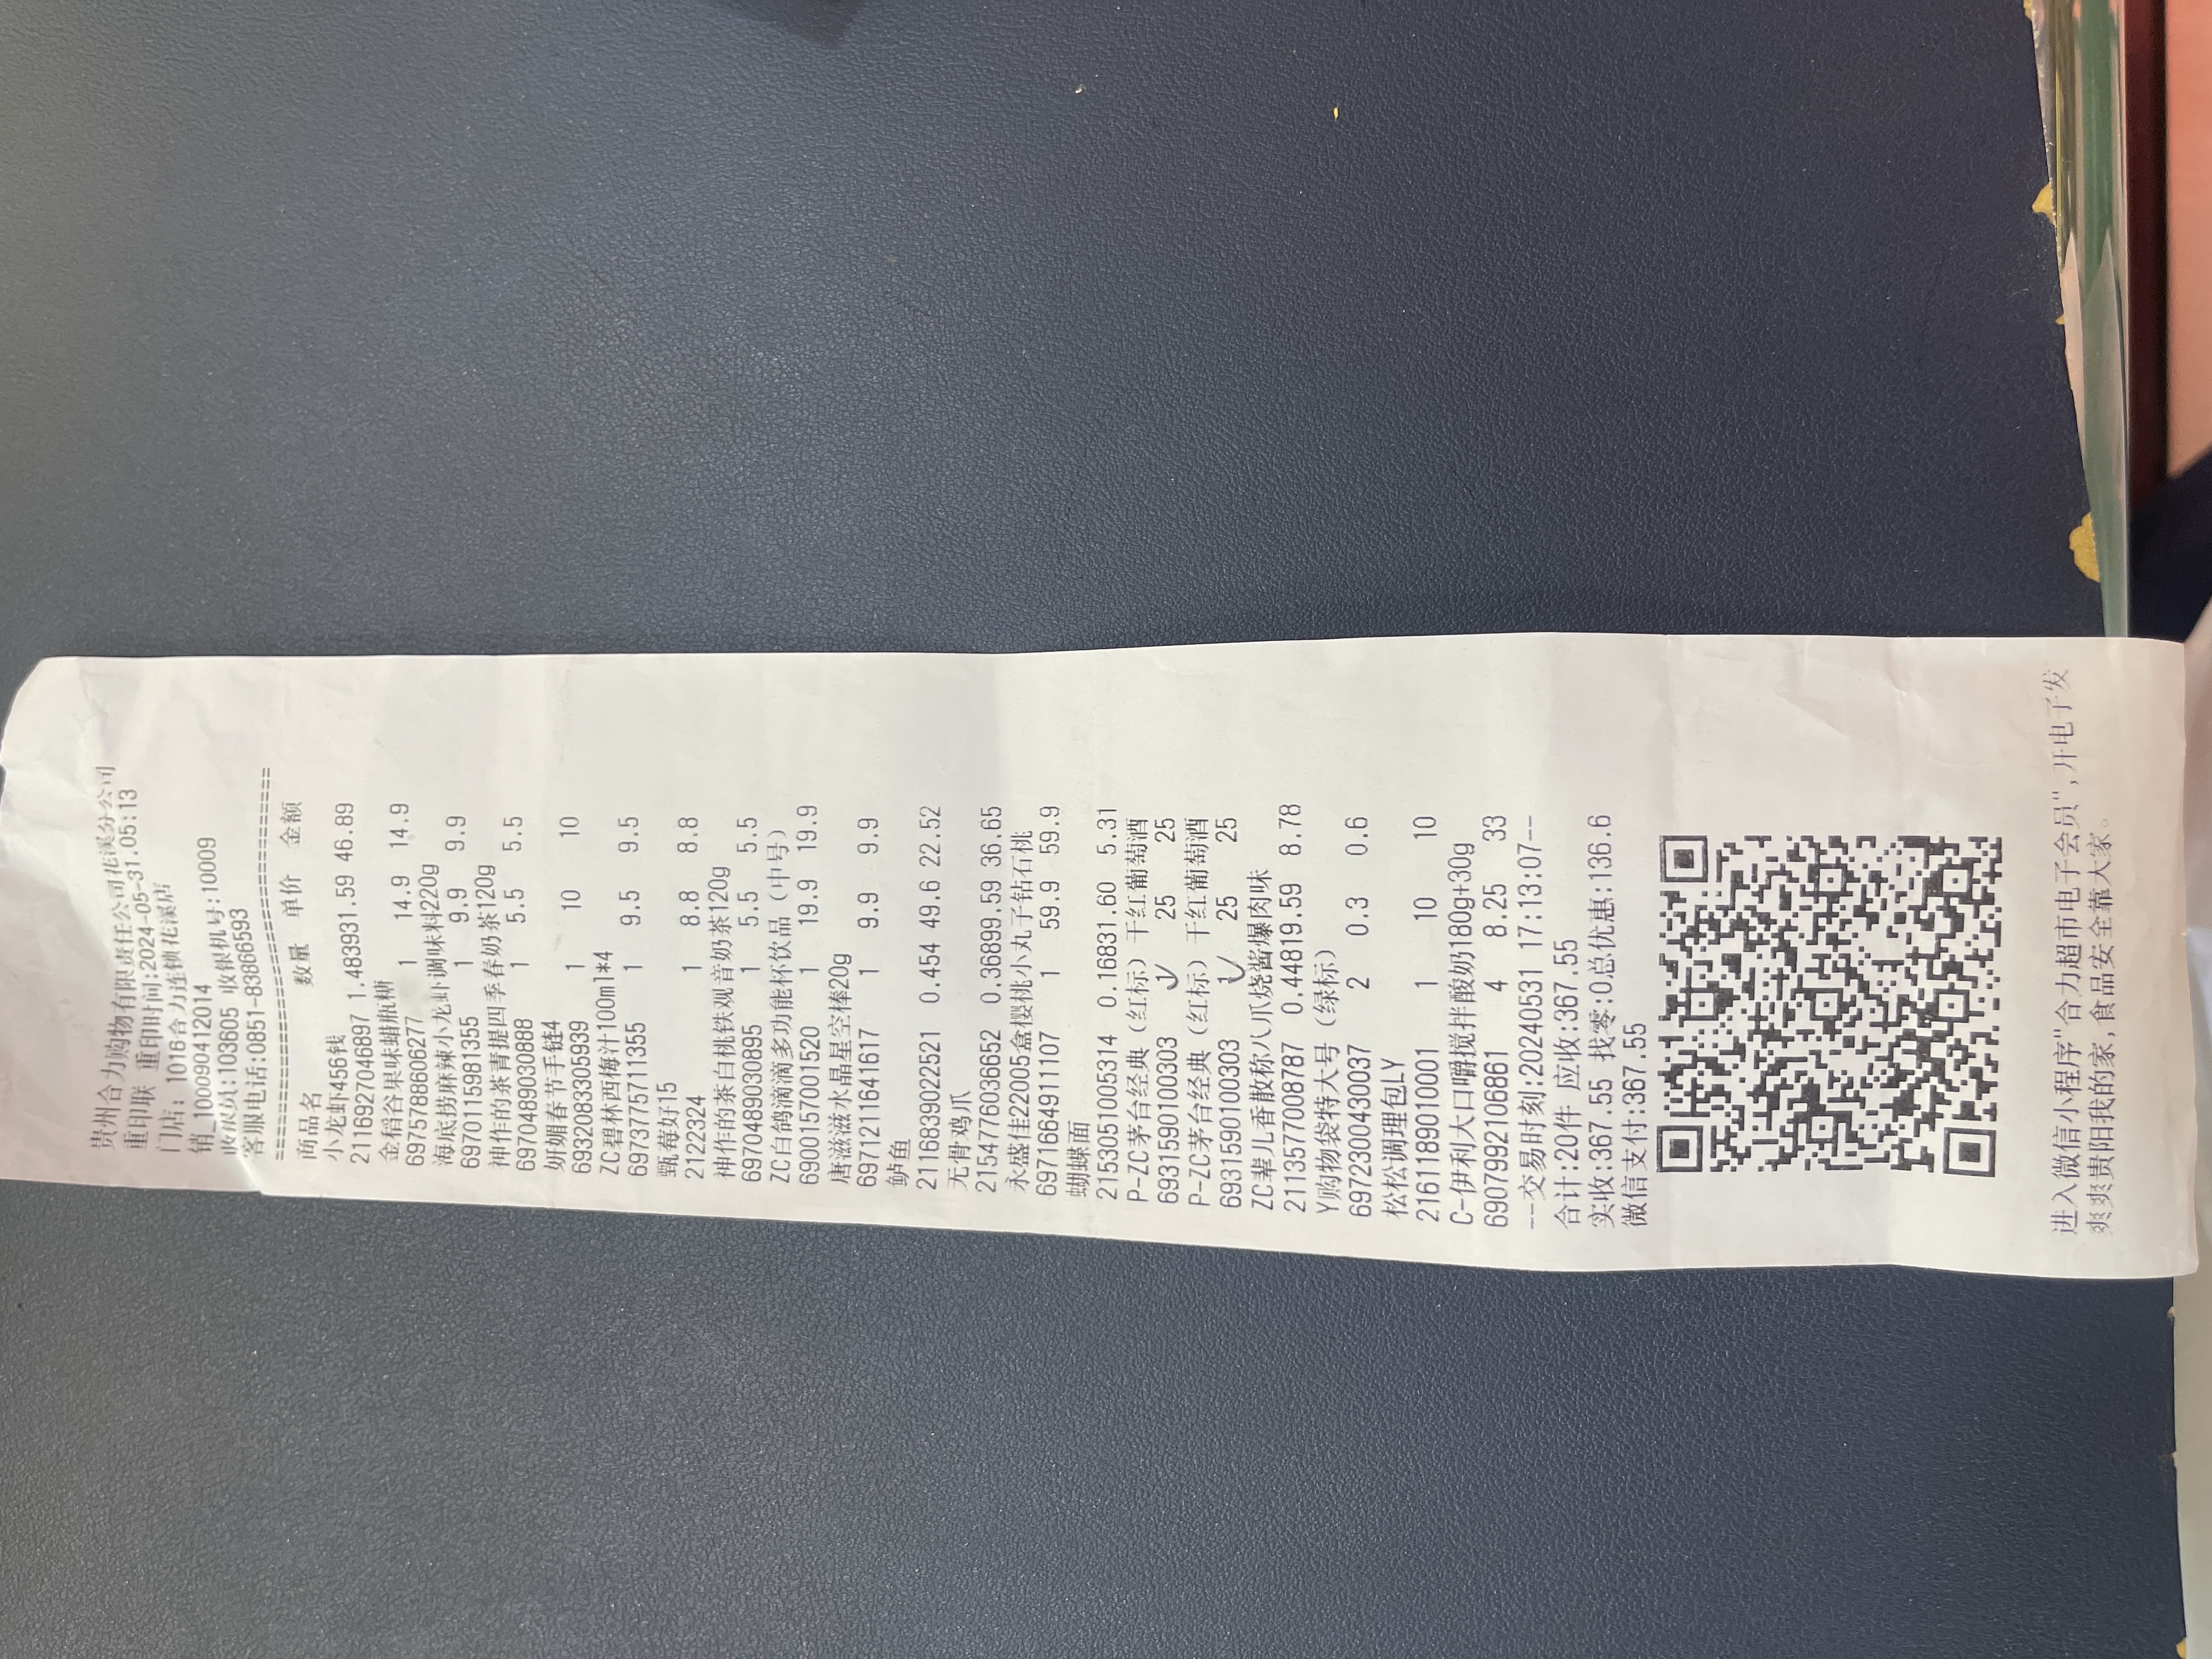 贵州合力购物有限责任公司花溪分公司
重印联 重印时间:2024-05-31.05:13
门店: 1016合力连锁花溪店
销_100090412014
收银员:103605 收银机号:10009
客服电话:0851-83866593
================================
商品名 数量 单价 金额
小龙虾456钱
2116927046897 1.483931.59 46.89
金稻谷果味蜡瓶糖
6975788606277 1 14.9 14.9
海底捞麻辣小龙虾调味料220g
6970115981355 1 9.9 9.9
神作的茶青提四季春奶茶120g
6970489030888 1 5.5 5.5
妍媚春节手链4
6932083305939 1 10 10
ZC碧林西梅汁100ml*4
6973775711355 1 9.5 9.5
甄莓好15
2122324 1 8.8 8.8
神作的茶白桃铁观音奶茶120g
6970489030895 1 5.5 5.5
ZC白鸽滴滴多功能杯饮品（中号）
6900157001520 1 19.9 19.9
唐滋滋水晶星空棒20g
6971211641617 1 9.9 9.9
鲈鱼
2116839022521 0.454 49.6 22.52
无骨鸡爪
2154776036652 0.36899.59 36.65
永盛佳22005盒樱桃小丸子钻石桃
6971664911107 1 59.9 59.9
蝴蝶面
2153051005314 0.16831.60 5.31
P-ZC茅台经典（红标）干红葡萄酒
6931590100303 1 25 25
P-ZC茅台经典（红标）干红葡萄酒
6931590100303 1 25 25
ZC辈儿香散称八爪烧酱爆肉味
2113577008787 0.44819.59 8.78
Y购物袋特大号（绿标）
6972300430037 2 0.3 0.6
松松调理包LY
2161189010001 1 10 10
C-伊利大口嚼搅拌酸奶180g+30g
6907992106861 4 8.25 33
--交易时刻:20240531 17:13:07--
合计:20件 应收:367.55
实收:367.55 找零:0总优惠:136.6
微信支付:367.55
进入微信小程序"合力超市电子会员",开电子发
爽爽贵阳我的家,食品安全靠大家。